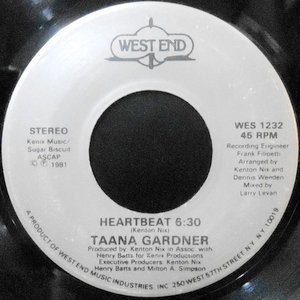 WEST END
STEREO
Kenix Music/
Sugar Biscuit
ASCAP
℗ © 1981
WES 1232
45 RPM
Recording Engineer
Frank Filipetti
Arranged by
Kenton Nix and
Dennis Weeden
Mixed by
Larry Levan
HEARTBEAT 6:30
(Kenton Nix)
TAANA GARDNER
Produced by Kenton Nix in Assoc. with
Henry Batts for Kenix Productions
Executive Producers: Kenton Nix
Henry Batts and Milton A. Simpson
A PRODUCT OF WEST END MUSIC INDUSTRIES INC 250 WEST 57TH STREET, N.Y. N.Y. 10019